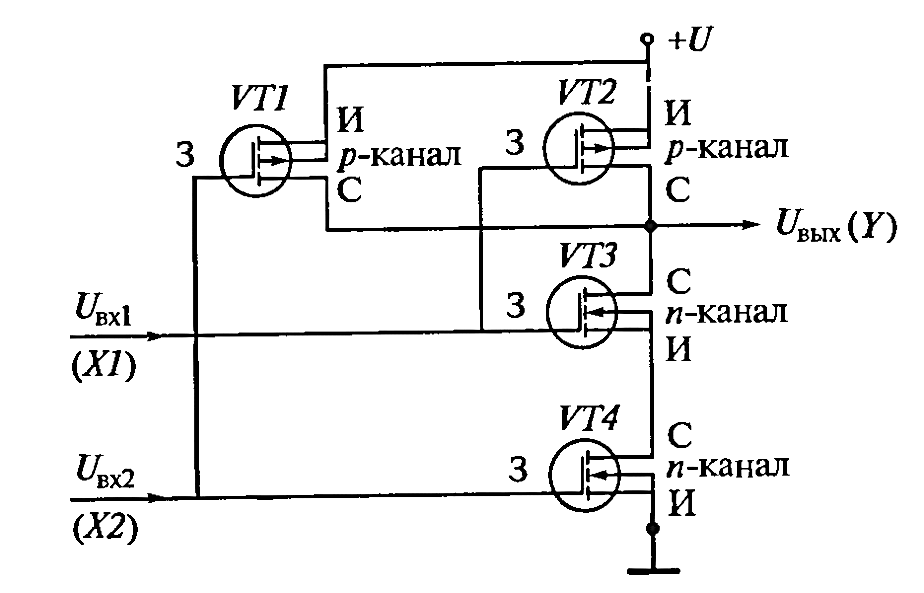 +U
VT1
VT2
И
И
З
З
p-канал
p-канал
С
С
Uвых (Y)
VT3
С
Uвх1
З
n-канал
(X1)
И
VT4
С
Uвх2
З
n-канал
(X2)
И